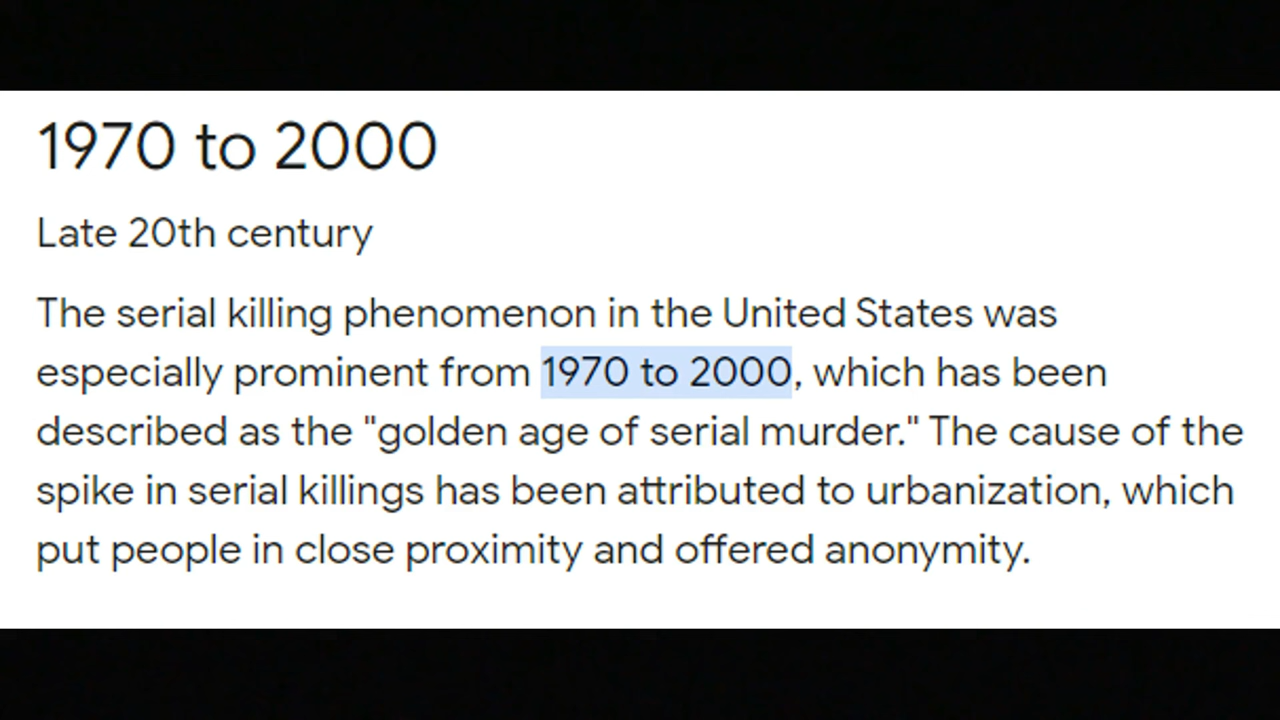 1970 to 2000
Late 20th century
The serial killing phenomenon in the United States was
especially prominent from 1970 to 2000, which has been
described as the "golden age of serial murder." The cause of the
spike in serial killings has been attributed to urbanization, which
put people in close proximity and offered anonymity.